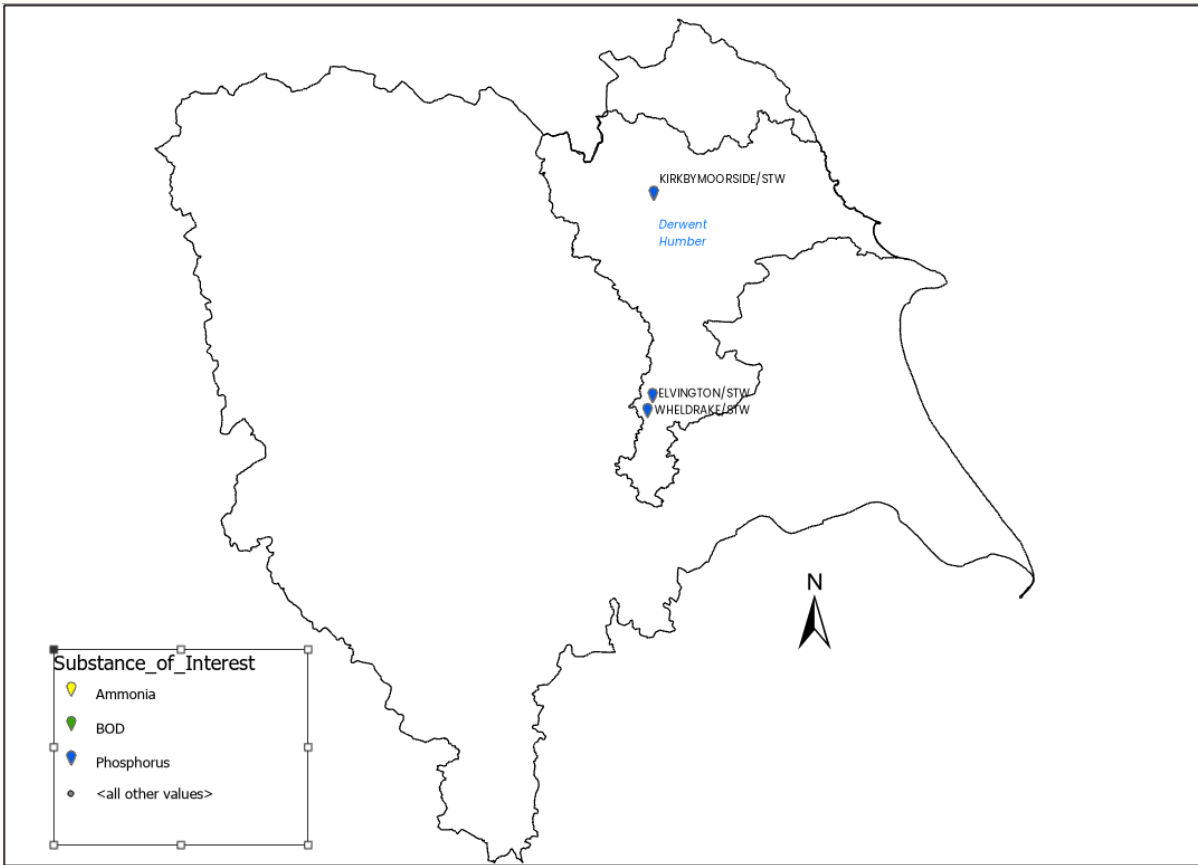 KIRKBYMOORSIDE/STW
Derwent
Humber
ELVINGTON/STW
WHELDRAKE/STW
N
Substance_of_Interest
Ammonia
BOD
Phosphorus
<all other values>